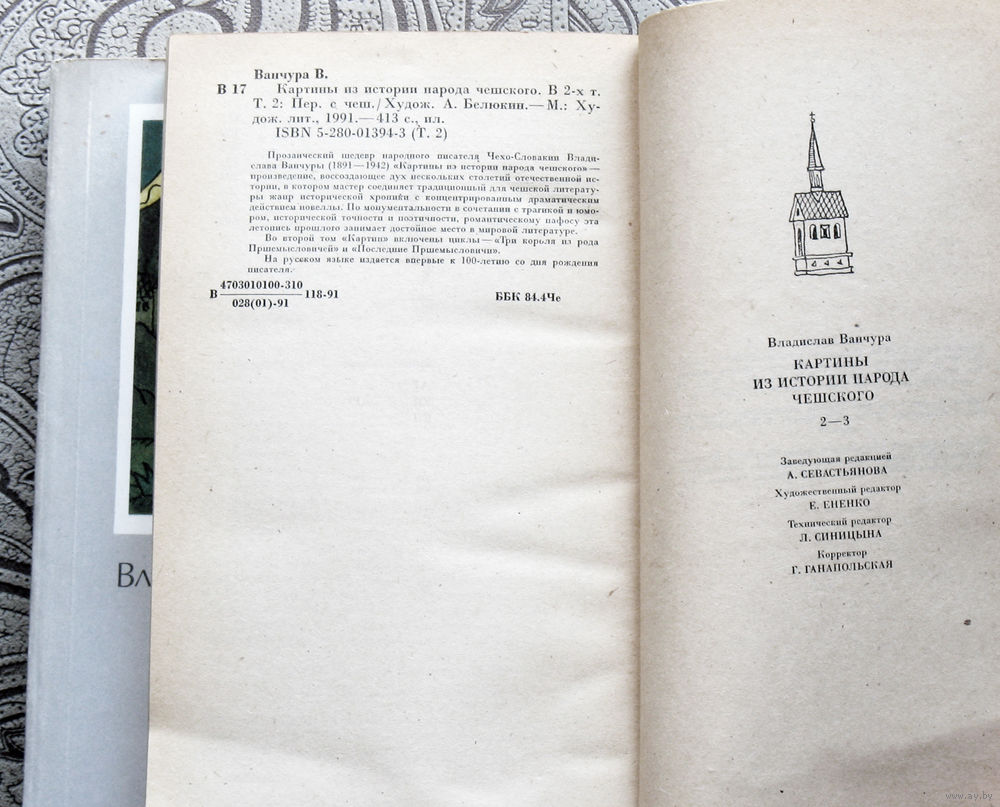 Ванчура В.
В 17 Картины из истории народа чешского. В 2-х т.
Т. 2: Пер. с чеш./Худож. А. Белюкин.— М.: Ху-
дож. лит., 1991.— 413 с., ил.
ISBN 5-280-01394-3 (Т. 2)
Прозаический шедевр народного писателя Чехо-Словакии Влади-
слава Ванчуры (1891—1942) «Картины из истории народа чешского» —
произведение, воссоздающее дух нескольких столетий отечественной ис-
тории, в котором мастер соединяет традиционный для чешской литерату-
ры жанр исторической хроники с концентрированным драматическим
действием новеллы. По монументальности в сочетании с трагикой и юмо-
ром, исторической точности и поэтичности, романтическому пафосу эта
летопись прошлого занимает достойное место в мировой литературе.
Во второй том «Картин» включены циклы — «Три короля из рода
Пршемысловичей» и «Последние Пршемысловичи».
На русском языке издается впервые к 100-летию со дня рождения
писателя.
В 4703010100-310 118-91
028(01)-91
ББК 84.4Че
Вл
Владислав Ванчура
КАРТИНЫ
ИЗ ИСТОРИИ НАРОДА
ЧЕШСКОГО
2—3
Заведующая редакцией
А. СЕВАСТЬЯНОВА
Художественный редактор
Е. ЕНЕНКО
Технический редактор
Л. СИНИЦЫНА
Корректор
Г. ГАНАПОЛЬСКАЯ
www.ay.by